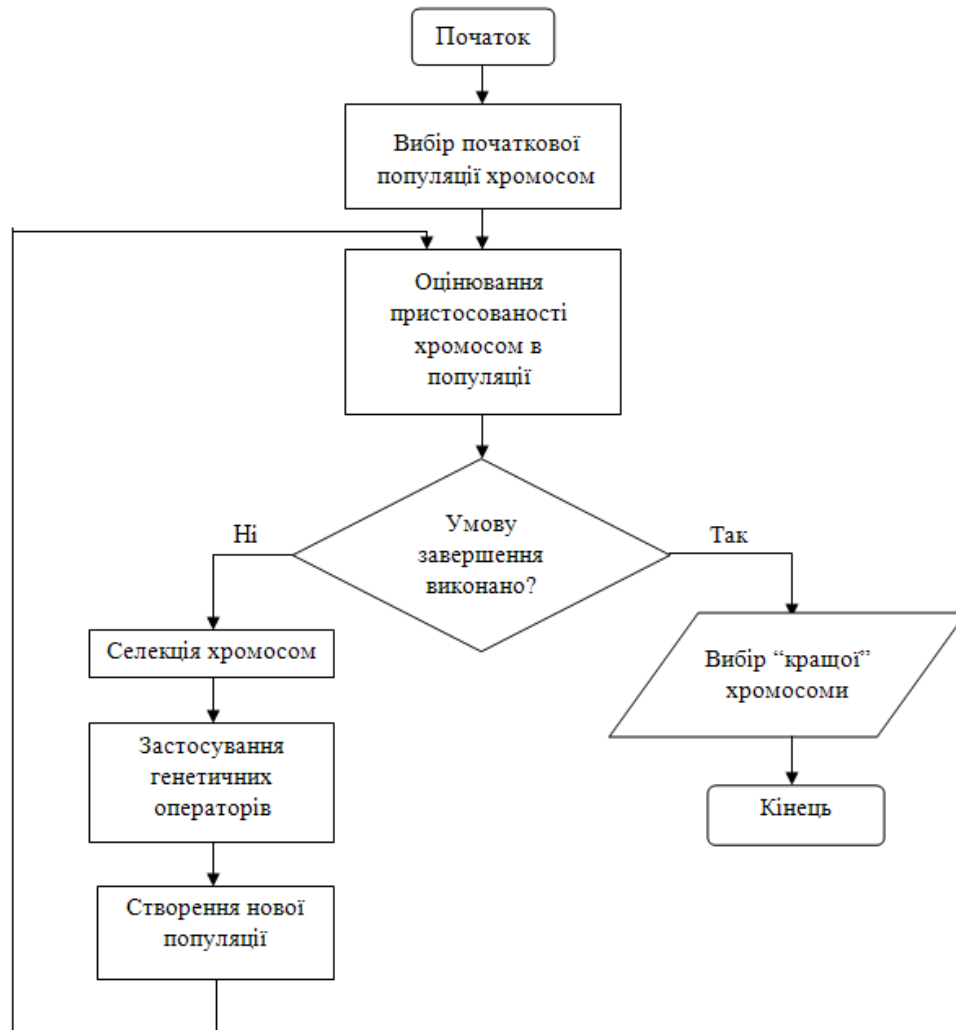 Початок
Вибір початкової
популяції хромосом
Оцінювання
пристосованості
хромосом в
популяції
Умову
завершення
виконано?
Ні
Так
Селекція хромосом
Застосування
генетичних
операторів
Створення нової
популяції
Вибір “кращої”
хромосоми
Кінець